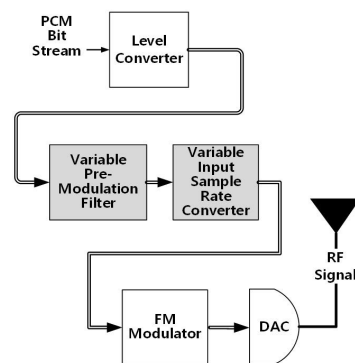 PCM
Bit
Stream
Level
Converter
Variable
Pre-
Modulation
Filter
Variable
Input
Sample
Rate
Converter
RF
Signal
FM
Modulator
DAC